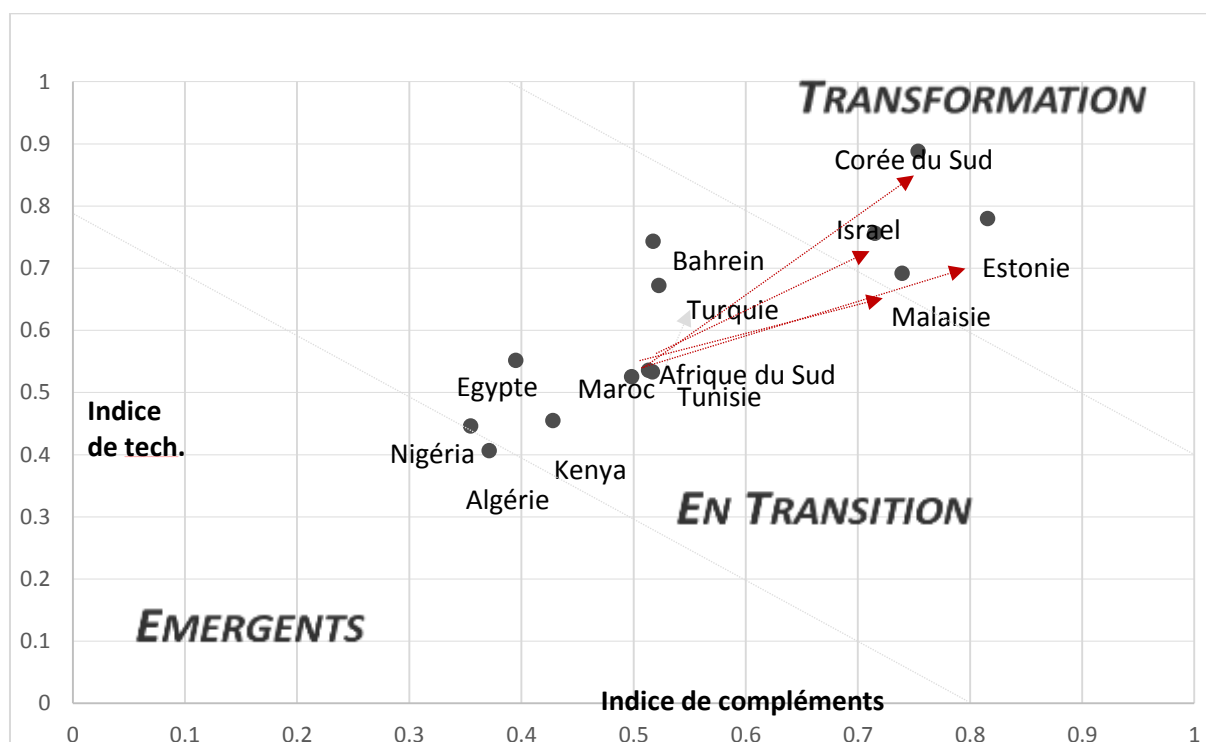 1
TRANSFORMATION
0.9
Corée du Sud
0.8
Israel
Bahrein
Estonie
0.7
Turquie
Malaisie
0.6
Egypte
Maroc
Afrique du Sud
Tunisie
0.5
Indice
de tech.
Nigéria
Kenya
0.4
Algérie
EN TRANSITION
0.3
0.2
EMERGENTS
0.1
Indice de compléments
0
0 0.1 0.2 0.3 0.4 0.5 0.6 0.7 0.8 0.9 1